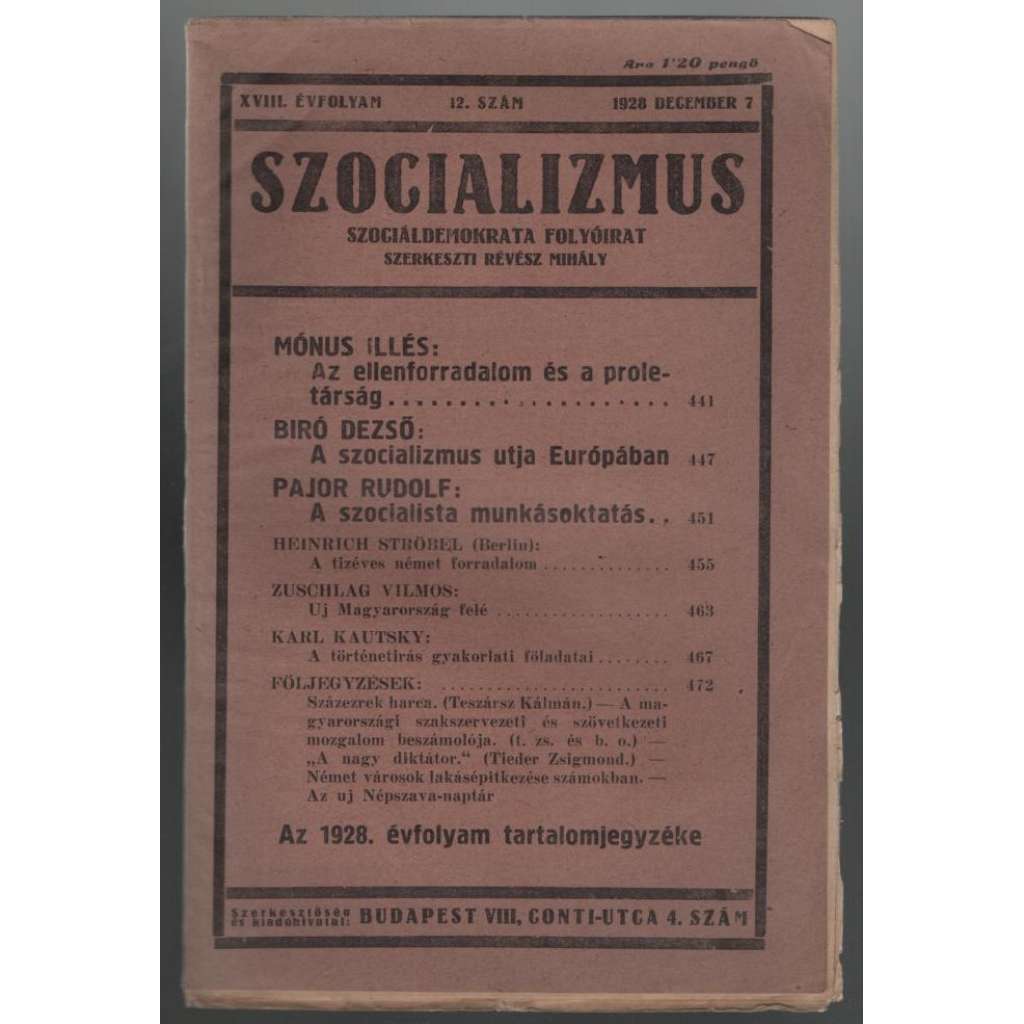 Ára 1'20 pengő
XVIII. ÉVFOLYAM 12. SZÁM 1928 DECEMBER 7
SZOCIALIZMUS
SZOCIÁLDEMOKRATA FOLYÓIRAT
SZERKESZTI RÉVÉSZ MIHÁLY
MÓNUS ILLÉS:
Az ellenforradalom és a prole-
társág . . . . . . . . . . . . . . . . . . . . 441
BIRÓ DEZSŐ:
A szocializmus utja Európában 447
PAJOR RUDOLF:
A szocialista munkásoktatás. . 451
HEINRICH STRÖBEL (Berlin):
A tizéves német forradalom . . . . . . . . . . . . . . 455
ZUSCHLAG VILMOS:
Uj Magyarország felé . . . . . . . . . . . . . . . . . . . 463
KARL KAUTSKY:
A történetirás gyakorlati föladatai . . . . . . . . 467
FÖLJEGYZÉSEK: . . . . . . . . . . . . . . . . . . . . . . . . . 472
Százezrek harca. (Teszársz Kálmán.) — A ma-
gyarországi szakszervezeti és szövetkezeti
mozgalom beszámolója. (t. zs. és b. o.) —
„A nagy diktátor.“ (Tieder Zsigmond.) —
Német városok lakásépitkezése számokban. —
Az uj Népszava-naptár
Az 1928. évfolyam tartalomjegyzéke
Szerkesztőség
és kiadóhivatal: BUDAPEST VIII, CONTI-UTCA 4. SZÁM